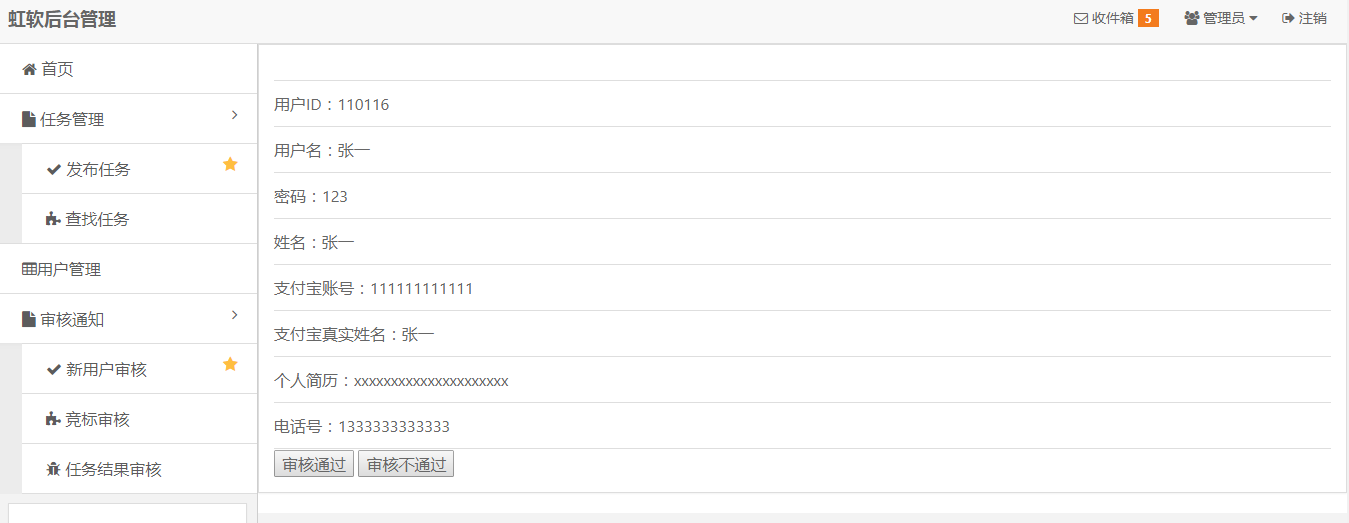 虹软后台管理
收件箱 5 管理员 注销
首页
任务管理
发布任务
查找任务
用户管理
审核通知
新用户审核
竞标审核
任务结果审核
用户ID：110116
用户名：张一
密码：123
姓名：张一
支付宝账号：111111111111
支付宝真实姓名：张一
个人简历：xxxxxxxxxxxxxxxxxxxxx
电话号：1333333333333
审核通过 审核不通过